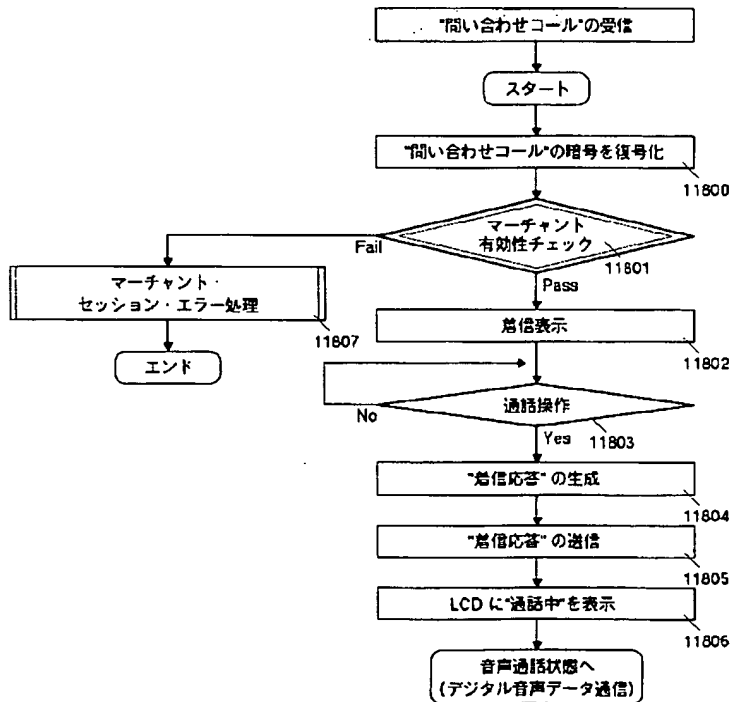 "問い合わせコール"の受信
スタート
"問い合わせコール"の暗号を復号化
11800
マーチャント
有効性チェック
11801
Fail
Pass
マーチャント・
セッション・エラー処理
11807
エンド
着信表示
11802
通話操作
11803
No
Yes
"着信応答" の生成
11804
"着信応答" の送信
11805
LCD に"通話中"を表示
11806
音声通話状態へ
(デジタル音声データ通信)